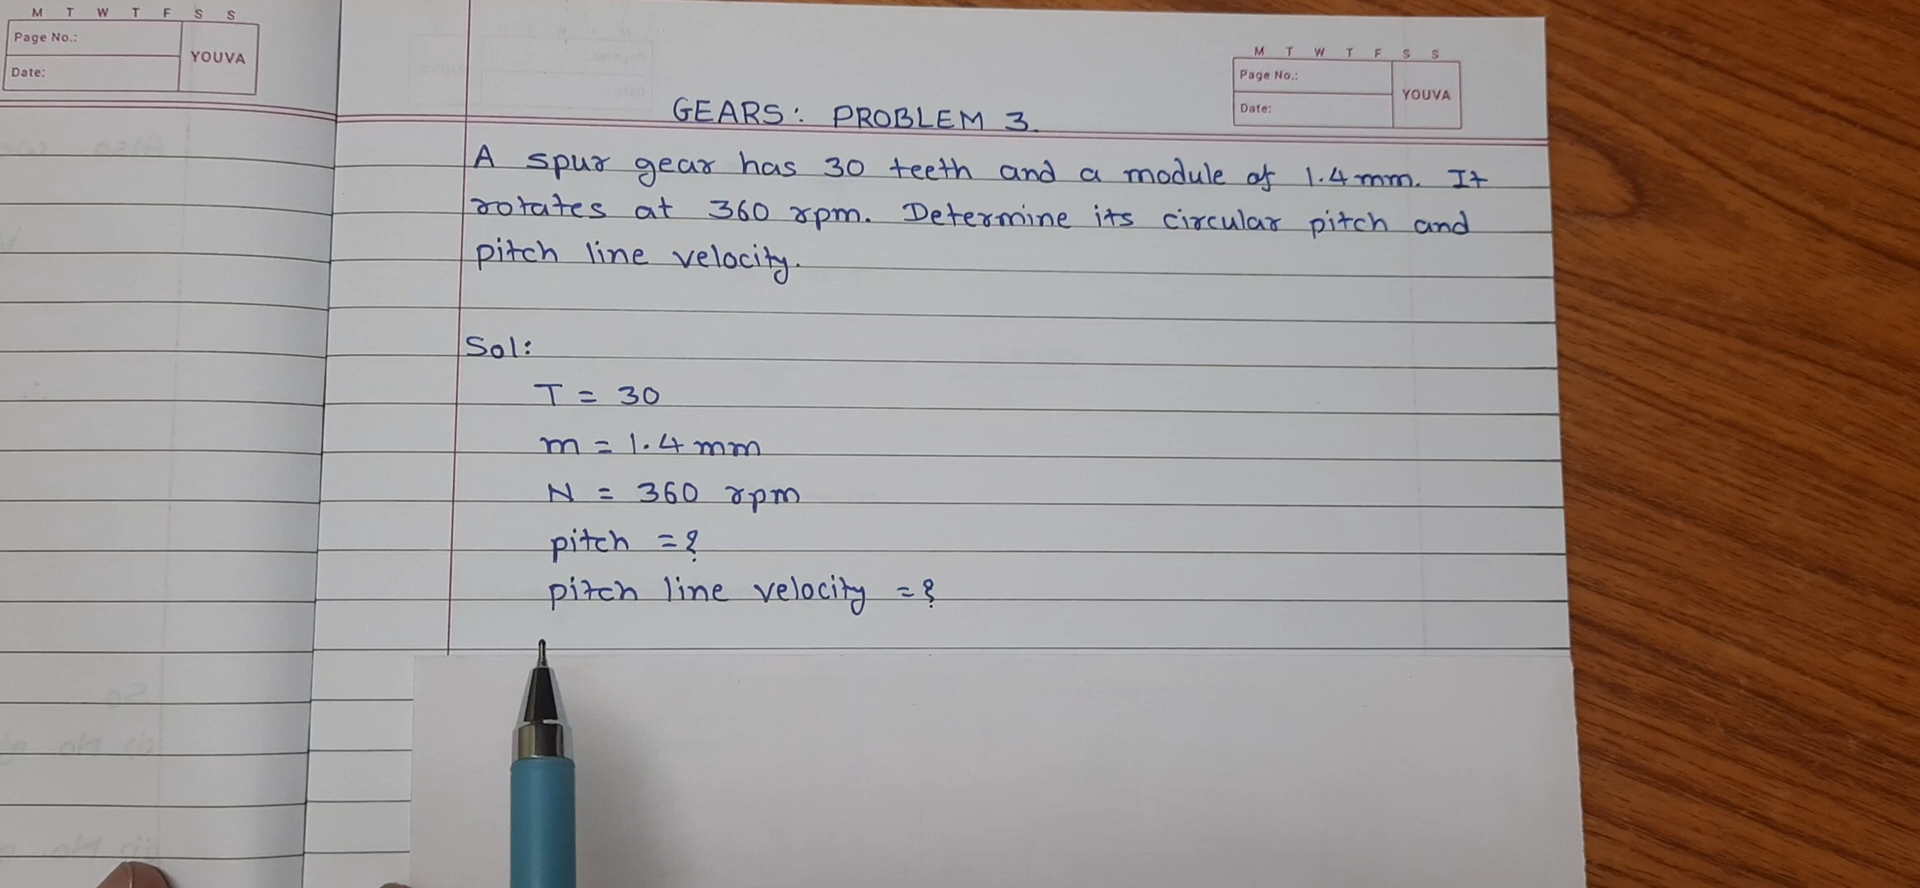 M T W T F S S
Page No.:
YOUVA
Date:
M T W T F S S
Page No.:
YOUVA
Date:
GEARS: PROBLEM 3.
A spur gear has 30 teeth and a module of 1.4mm. It
rotates at 360 rpm. Determine its circular pitch and
pitch line velocity.
Sol:
T = 30
m = 1.4 mm
N = 360 rpm
pitch = ?
pitch line velocity = ?